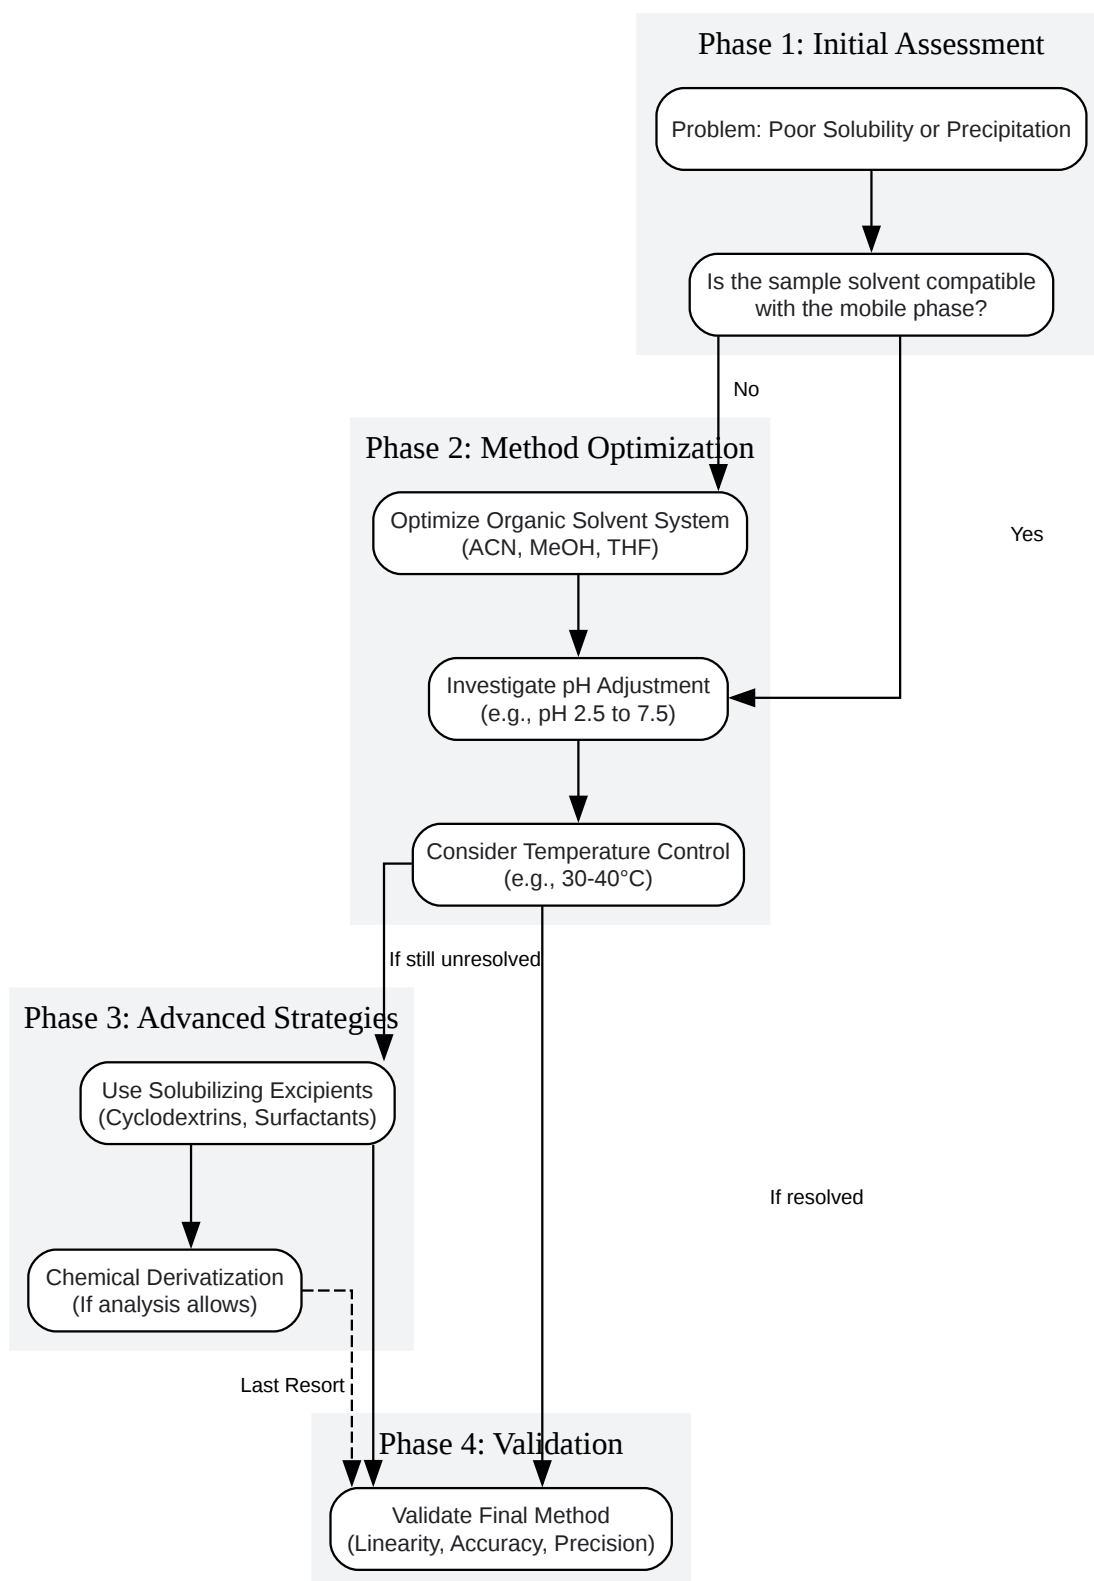 Phase 1: Initial Assessment
Problem: Poor Solubility or Precipitation
Is the sample solvent compatible
with the mobile phase?
No
Yes
Phase 2: Method Optimization
Optimize Organic Solvent System
(ACN, MeOH, THF)
Investigate pH Adjustment
(e.g., pH 2.5 to 7.5)
Consider Temperature Control
(e.g., 30-40°C)
If still unresolved
If resolved
Phase 3: Advanced Strategies
Use Solubilizing Excipients
(Cyclodextrins, Surfactants)
Chemical Derivatization
(If analysis allows)
Last Resort
Phase 4: Validation
Validate Final Method
(Linearity, Accuracy, Precision)